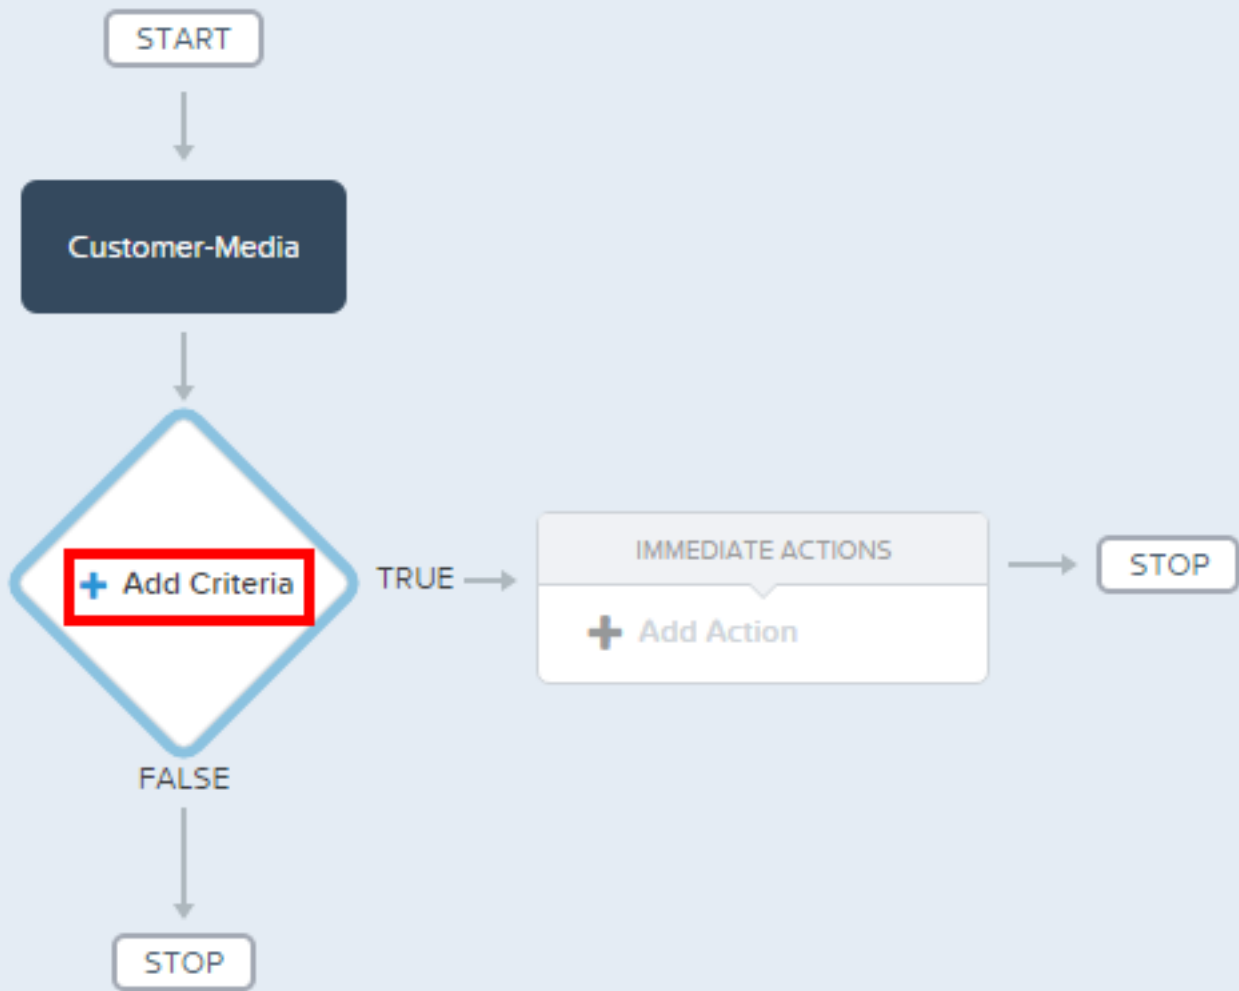 START
Customer-Media
Add Criteria
TRUE
IMMEDIATE ACTIONS
Add Action
STOP
FALSE
STOP